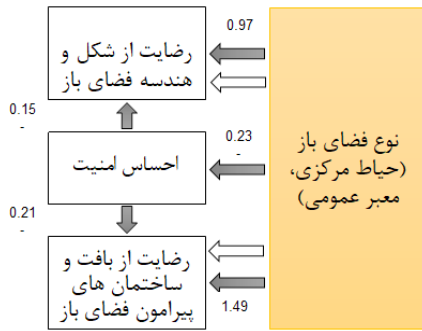 0.97
رضایت از شکل و
هندسه فضای باز
0.15
-
0.23
-
احساس امنیت
نوع فضای باز
(حیاط مرکزی،
معبر عمومی)
0.21
-
رضایت از بافت و
ساختمان های
پیرامون فضای باز
1.49